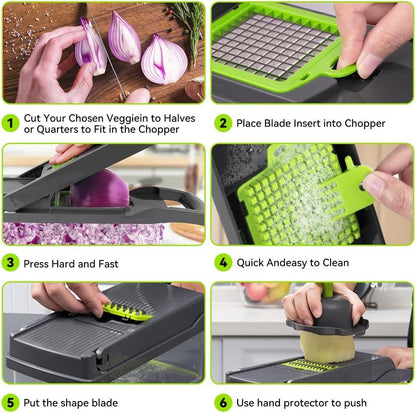 1 Cut Your Chosen Veggiein to Halves
or Quarters to Fit in the Chopper
2 Place Blade Insert into Chopper
3 Press Hard and Fast
4 Quick Andeasy to Clean
5 Put the shape blade
6 Use hand protector to push